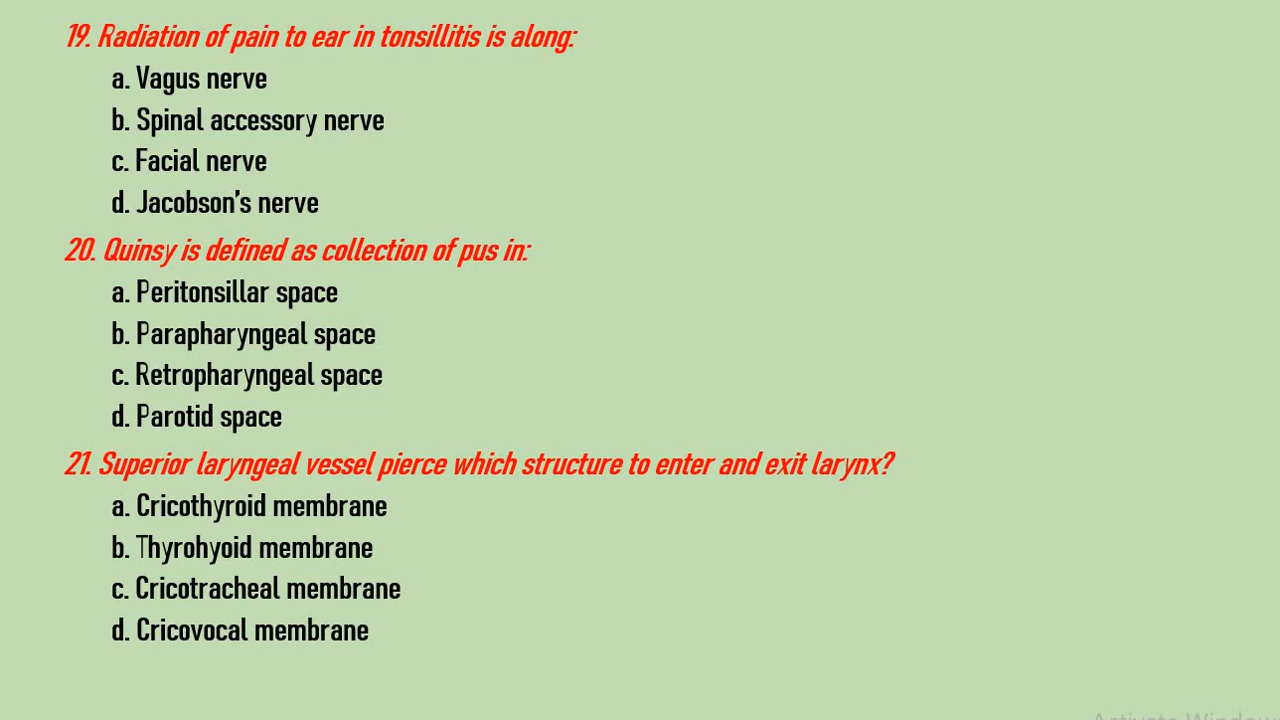 19. Radiation of pain to ear in tonsillitis is along:
a. Vagus nerve
b. Spinal accessory nerve
c. Facial nerve
d. Jacobson's nerve
20. Quinsy is defined as collection of pus in:
a. Peritonsillar space
b. Parapharyngeal space
c. Retropharyngeal space
d. Parotid space
21. Superior laryngeal vessel pierce which structure to enter and exit larynx?
a. Cricothyroid membrane
b. Thyrohyoid membrane
c. Cricotracheal membrane
d. Cricovocal membrane